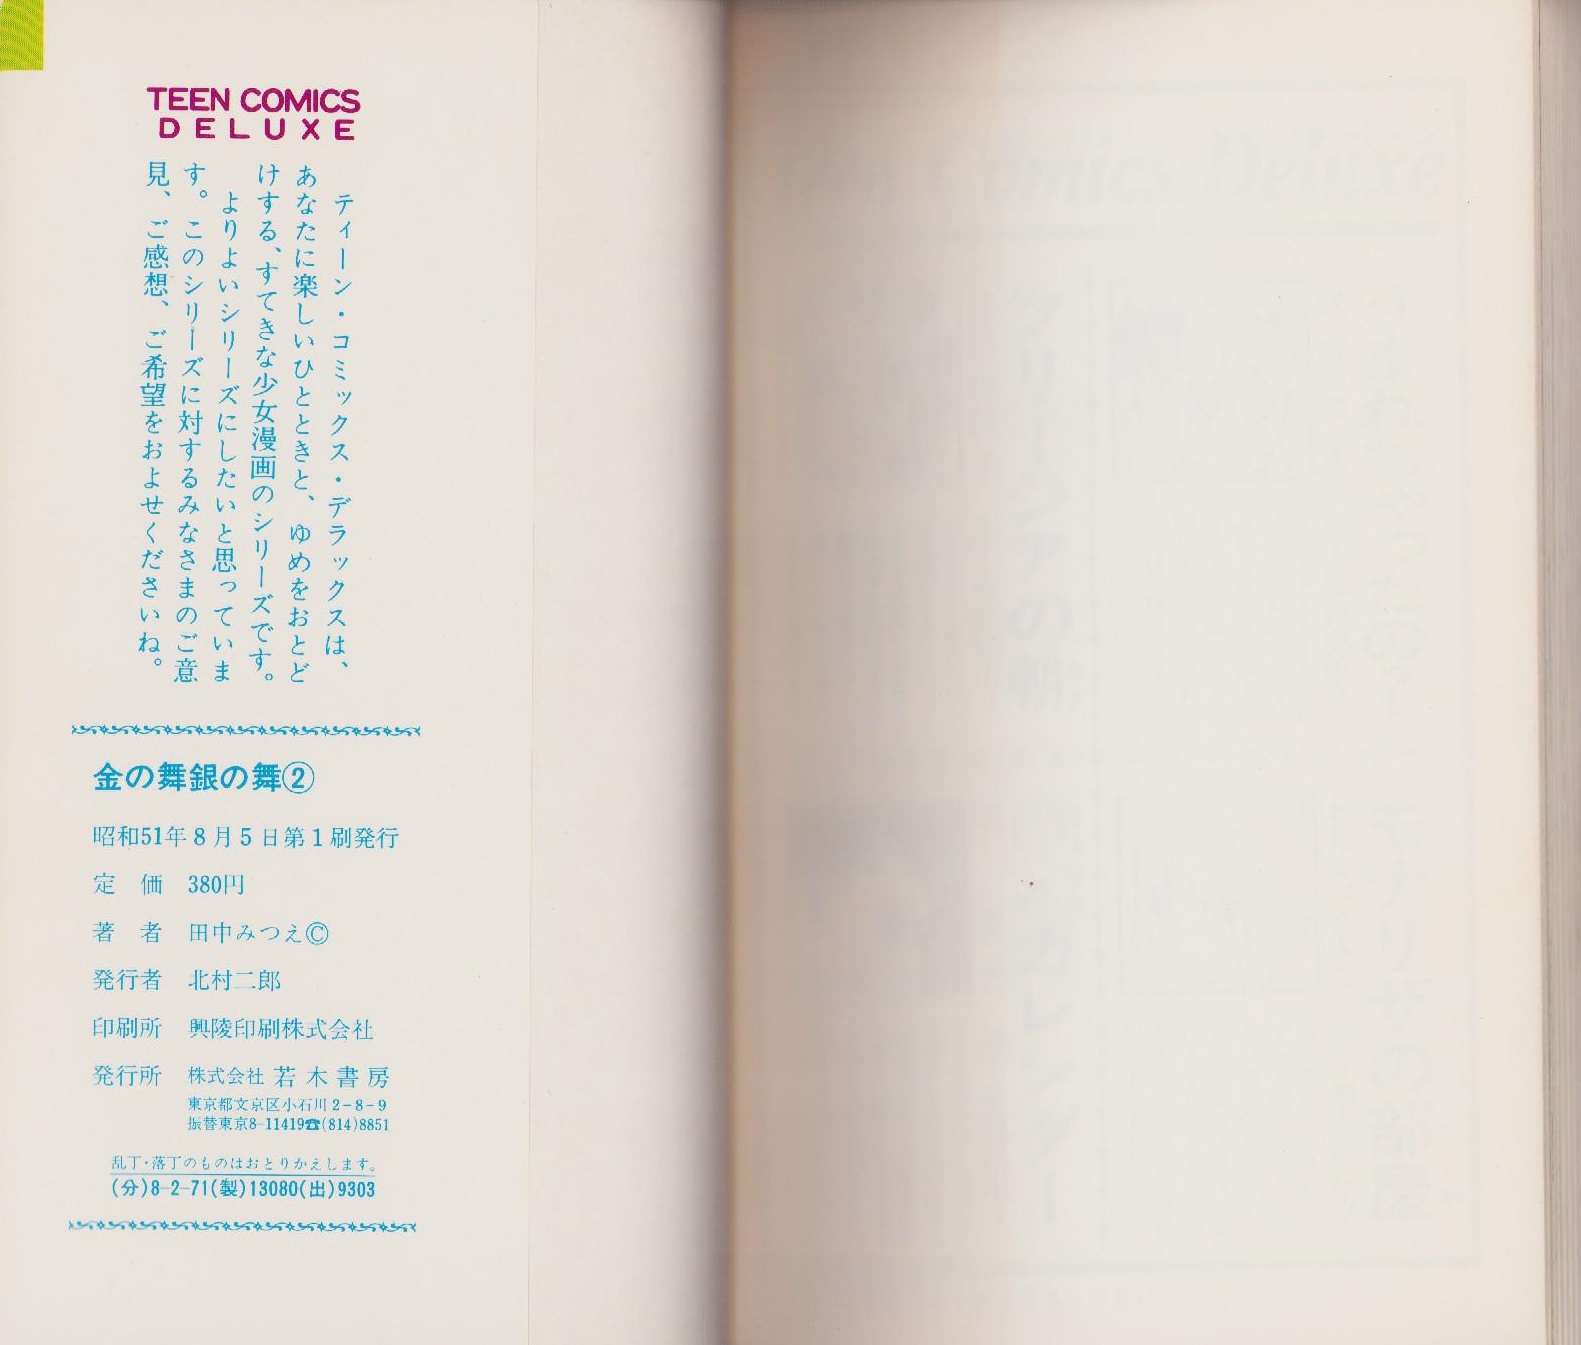 TEEN COMICS
DELUXE
ティーン・コミックス・デラックスは、
あなたに楽しいひとときと、ゆめをおとど
けする、すてきな少女漫画のシリーズです。
よりよいシリーズにしたいと思っていま
す。このシリーズに対するみなさまのご意
見、ご感想、ご希望をおよせくださいね。
金の舞銀の舞②
昭和51年8月5日第1刷発行
定 価 380円
著 者 田中みつえ©
発行者 北村二郎
印刷所 興陵印刷株式会社
発行所 株式会社 若木書房
東京都文京区小石川2-8-9
振替東京8-11419☎(814)8851
乱丁・落丁のものはおとりかえします。
(分)8-2-71(製)13080(出)9303